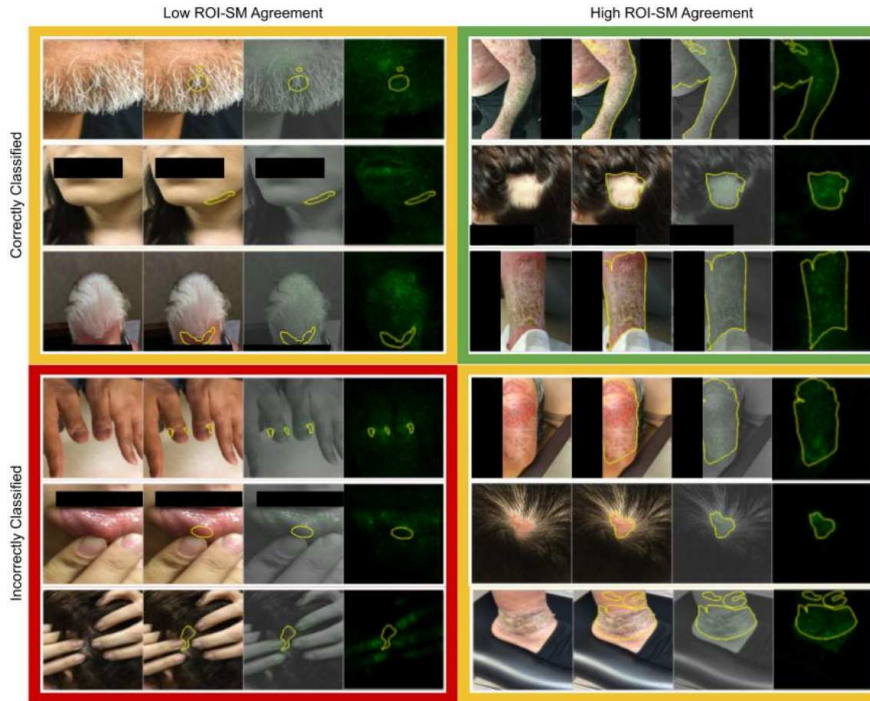 Low ROI-SM Agreement
High ROI-SM Agreement
Correctly Classified
Incorrectly Classified